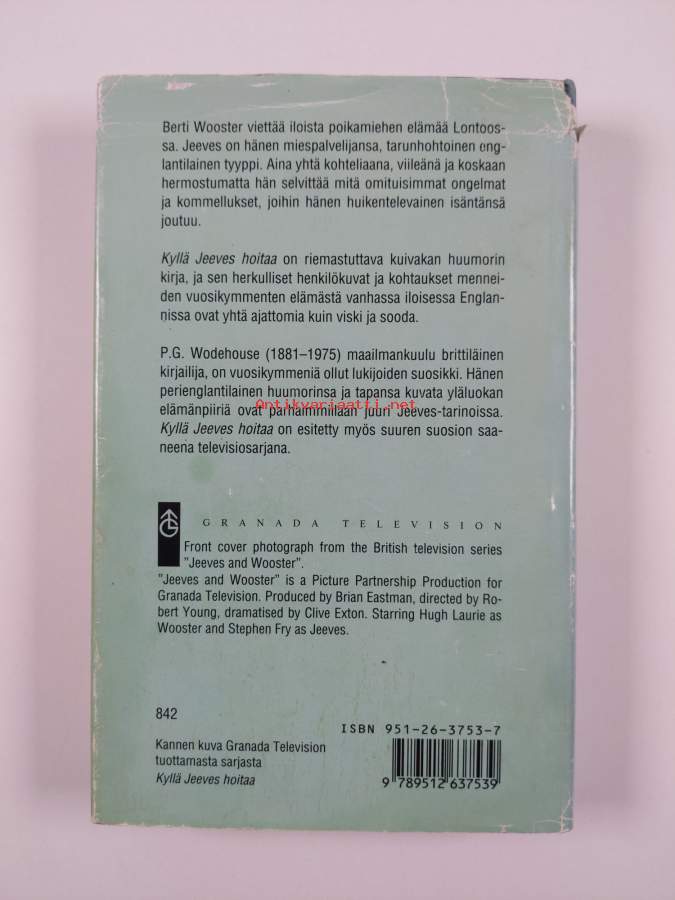 Berti Wooster viettää iloista poikamiehen elämää Lontoos-
sa. Jeeves on hänen miespalvelijansa, tarunhohtoinen eng-
lantilainen tyyppi. Aina yhtä kohteliaana, viileänä ja koskaan
hermostumatta hän selvittää mitä omituisimmat ongelmat
ja kommellukset, joihin hänen huikentelevainen isäntänsä
joutuu.
Kyllä Jeeves hoitaa on riemastuttava kuivakan huumorin
kirja, ja sen herkulliset henkilökuvat ja kohtaukset mennei-
den vuosikymmenten elämästä vanhassa iloisessa Englan-
nissa ovat yhtä ajattomia kuin viski ja sooda.
P.G. Wodehouse (1881–1975) maailmankuulu brittiläinen
kirjailija, on vuosikymmeniä ollut lukijoiden suosikki. Hänen
perienglantilainen huumorinsa ja tapansa kuvata yläluokan
Antikvariaatti.net
elämänpiiriä ovat parhaimmillaan juuri Jeeves-tarinoissa.
Kyllä Jeeves hoitaa on esitetty myös suuren suosion saa-
neena televisiosarjana.
GRANADA TELEVISION
Front cover photograph from the British television series
"Jeeves and Wooster".
"Jeeves and Wooster" is a Picture Partnership Production for
Granada Television. Produced by Brian Eastman, directed by Ro-
bert Young, dramatised by Clive Exton. Starring Hugh Laurie as
Wooster and Stephen Fry as Jeeves.
842
ISBN 951-26-3753-7
Kannen kuva Granada Television
tuottamasta sarjasta
Kyllä Jeeves hoitaa
9 789512 637539